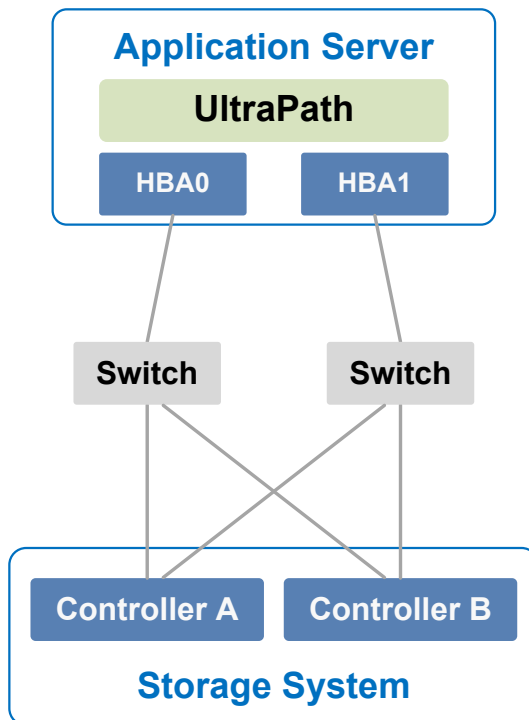 Application Server
UltraPath
HBA0 HBA1
Switch Switch
Controller A Controller B
Storage System